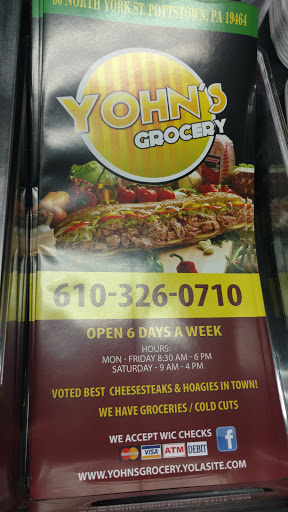 NORTH YORK ST. POTTSTOWN, PA 19464
YOHN'S
GROCERY
610-326-0710
OPEN 6 DAYS A WEEK
HOURS:
MON - FRIDAY 8:30 AM - 6 PM
SATURDAY - 9 AM - 4 PM
VOTED BEST CHEESESTEAKS & HOAGIES IN TOWN!
WE HAVE GROCERIES / COLD CUTS
WE ACCEPT WIC CHECKS
MasterCard VISA ATM DEBIT f
WWW.YOHNSGROCERY.YOLASITE.COM